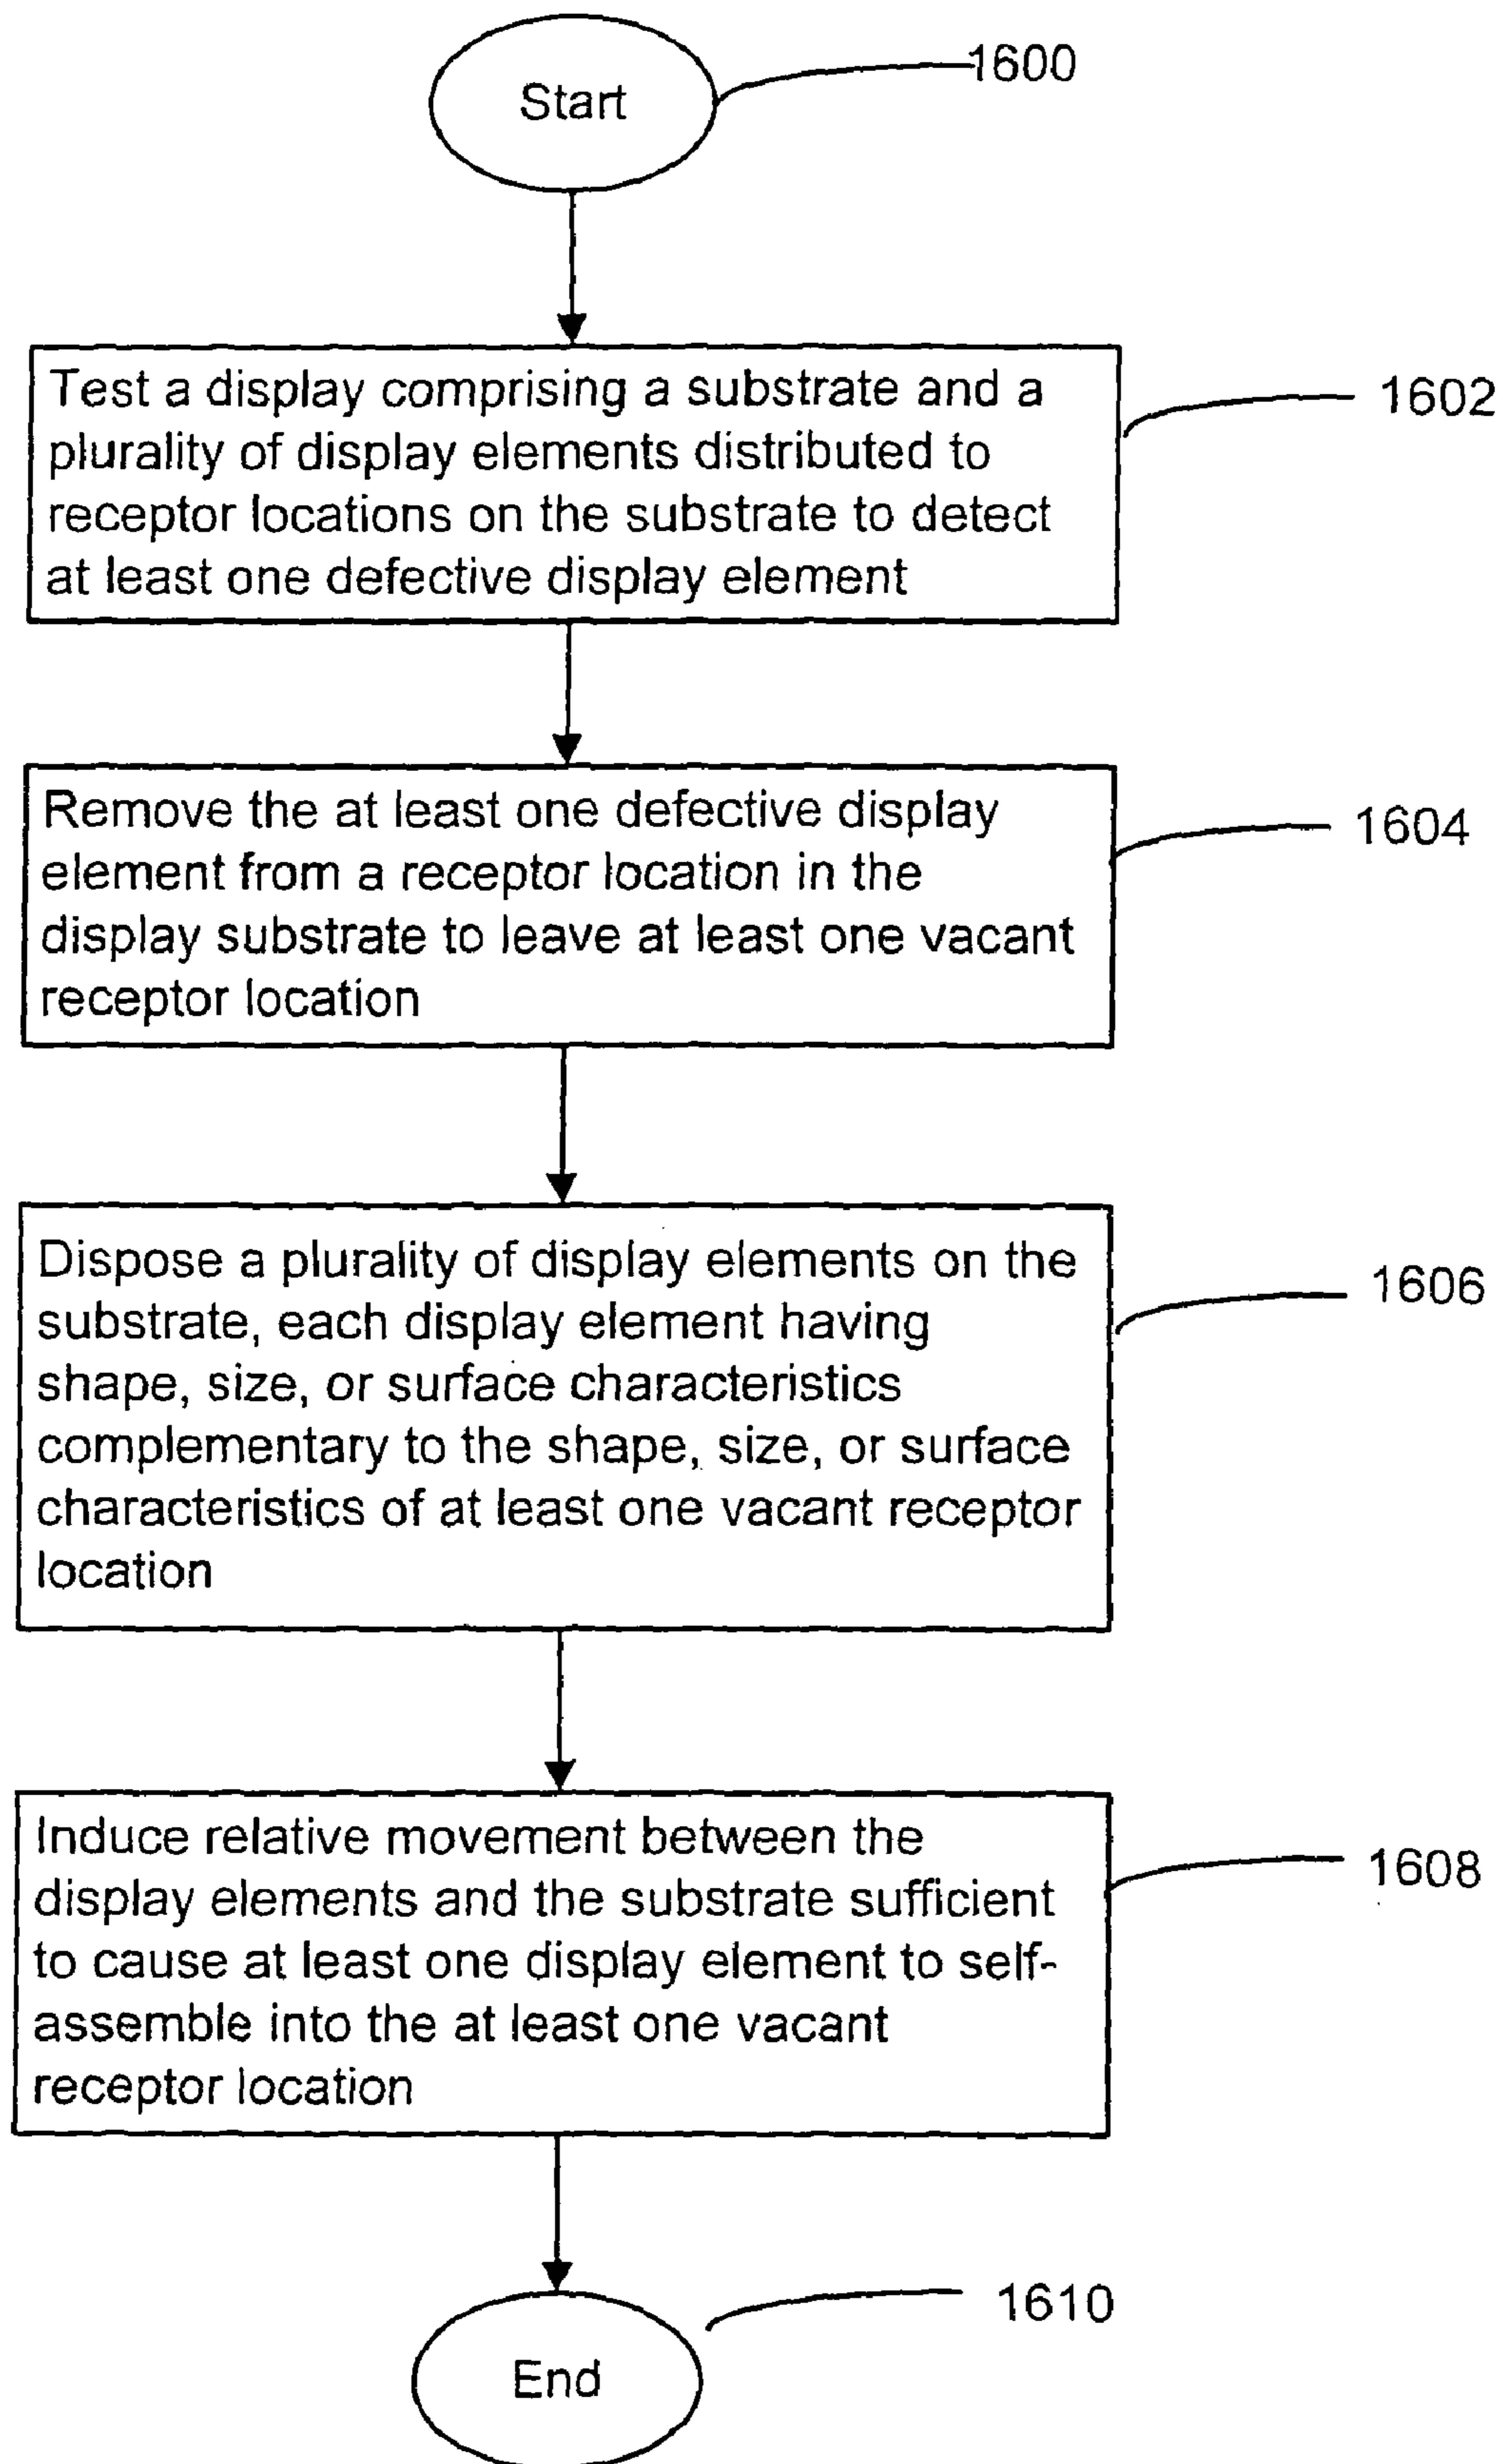 Start
1600
Test a display comprising a substrate and a
plurality of display elements distributed to
receptor locations on the substrate to detect
at least one defective display element
1602
Remove the at least one defective display
element from a receptor location in the
display substrate to leave at least one vacant
receptor location
1604
Dispose a plurality of display elements on the
substrate, each display element having
shape, size, or surface characteristics
complementary to the shape, size, or surface
characteristics of at least one vacant receptor
location
1606
Induce relative movement between the
display elements and the substrate sufficient
to cause at least one display element to self-
assemble into the at least one vacant
receptor location
1608
End
1610